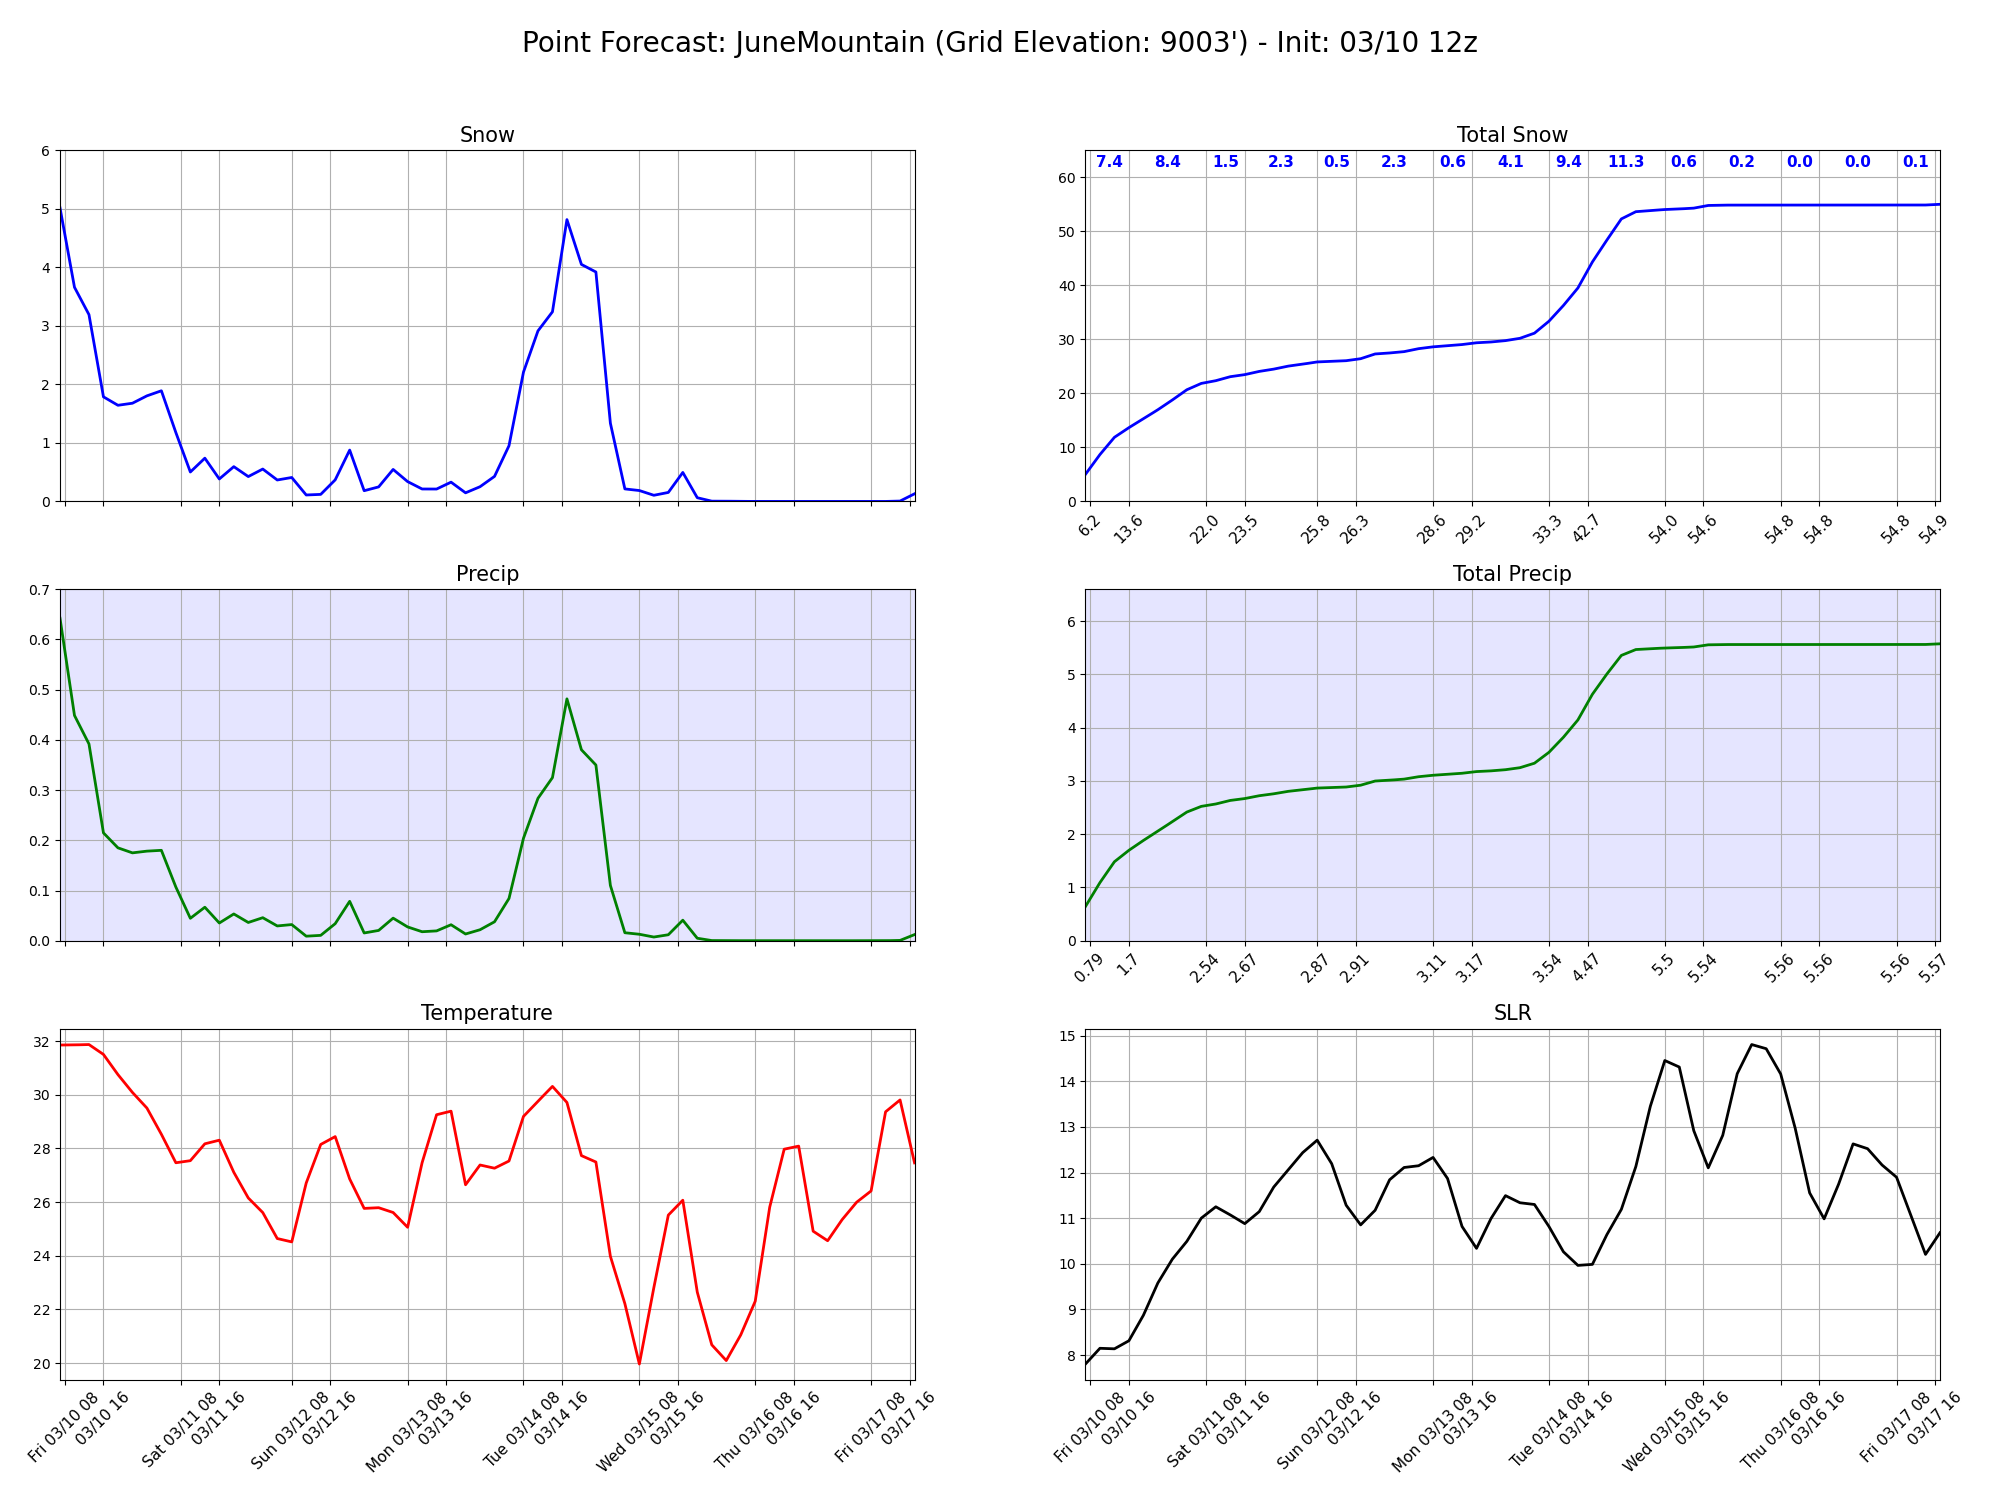 Point Forecast: JuneMountain (Grid Elevation: 9003') - Init: 03/10 12z
Snow
6
5
4
3
2
1
0
Total Snow
7.4 8.4 1.5 2.3 0.5 2.3 0.6 4.1 9.4 11.3 0.6 0.2 0.0 0.0 0.1
60
50
40
30
20
10
0
6.2 13.6 22.0 23.5 25.8 26.3 28.6 29.2 33.3 42.7 54.0 54.6 54.8 54.8 54.8 54.9
Precip
0.7
0.6
0.5
0.4
0.3
0.2
0.1
0.0
Total Precip
6
5
4
3
2
1
0
0.79 1.7 2.54 2.67 2.87 2.91 3.11 3.17 3.54 4.47 5.5 5.54 5.56 5.56 5.56 5.57
Temperature
32
30
28
26
24
22
20
Fri 03/10 08
03/10 16
Sat 03/11 08
03/11 16
Sun 03/12 08
03/12 16
Mon 03/13 08
03/13 16
Tue 03/14 08
03/14 16
Wed 03/15 08
03/15 16
Thu 03/16 08
03/16 16
Fri 03/17 08
03/17 16
SLR
15
14
13
12
11
10
9
8
Fri 03/10 08
03/10 16
Sat 03/11 08
03/11 16
Sun 03/12 08
03/12 16
Mon 03/13 08
03/13 16
Tue 03/14 08
03/14 16
Wed 03/15 08
03/15 16
Thu 03/16 08
03/16 16
Fri 03/17 08
03/17 16